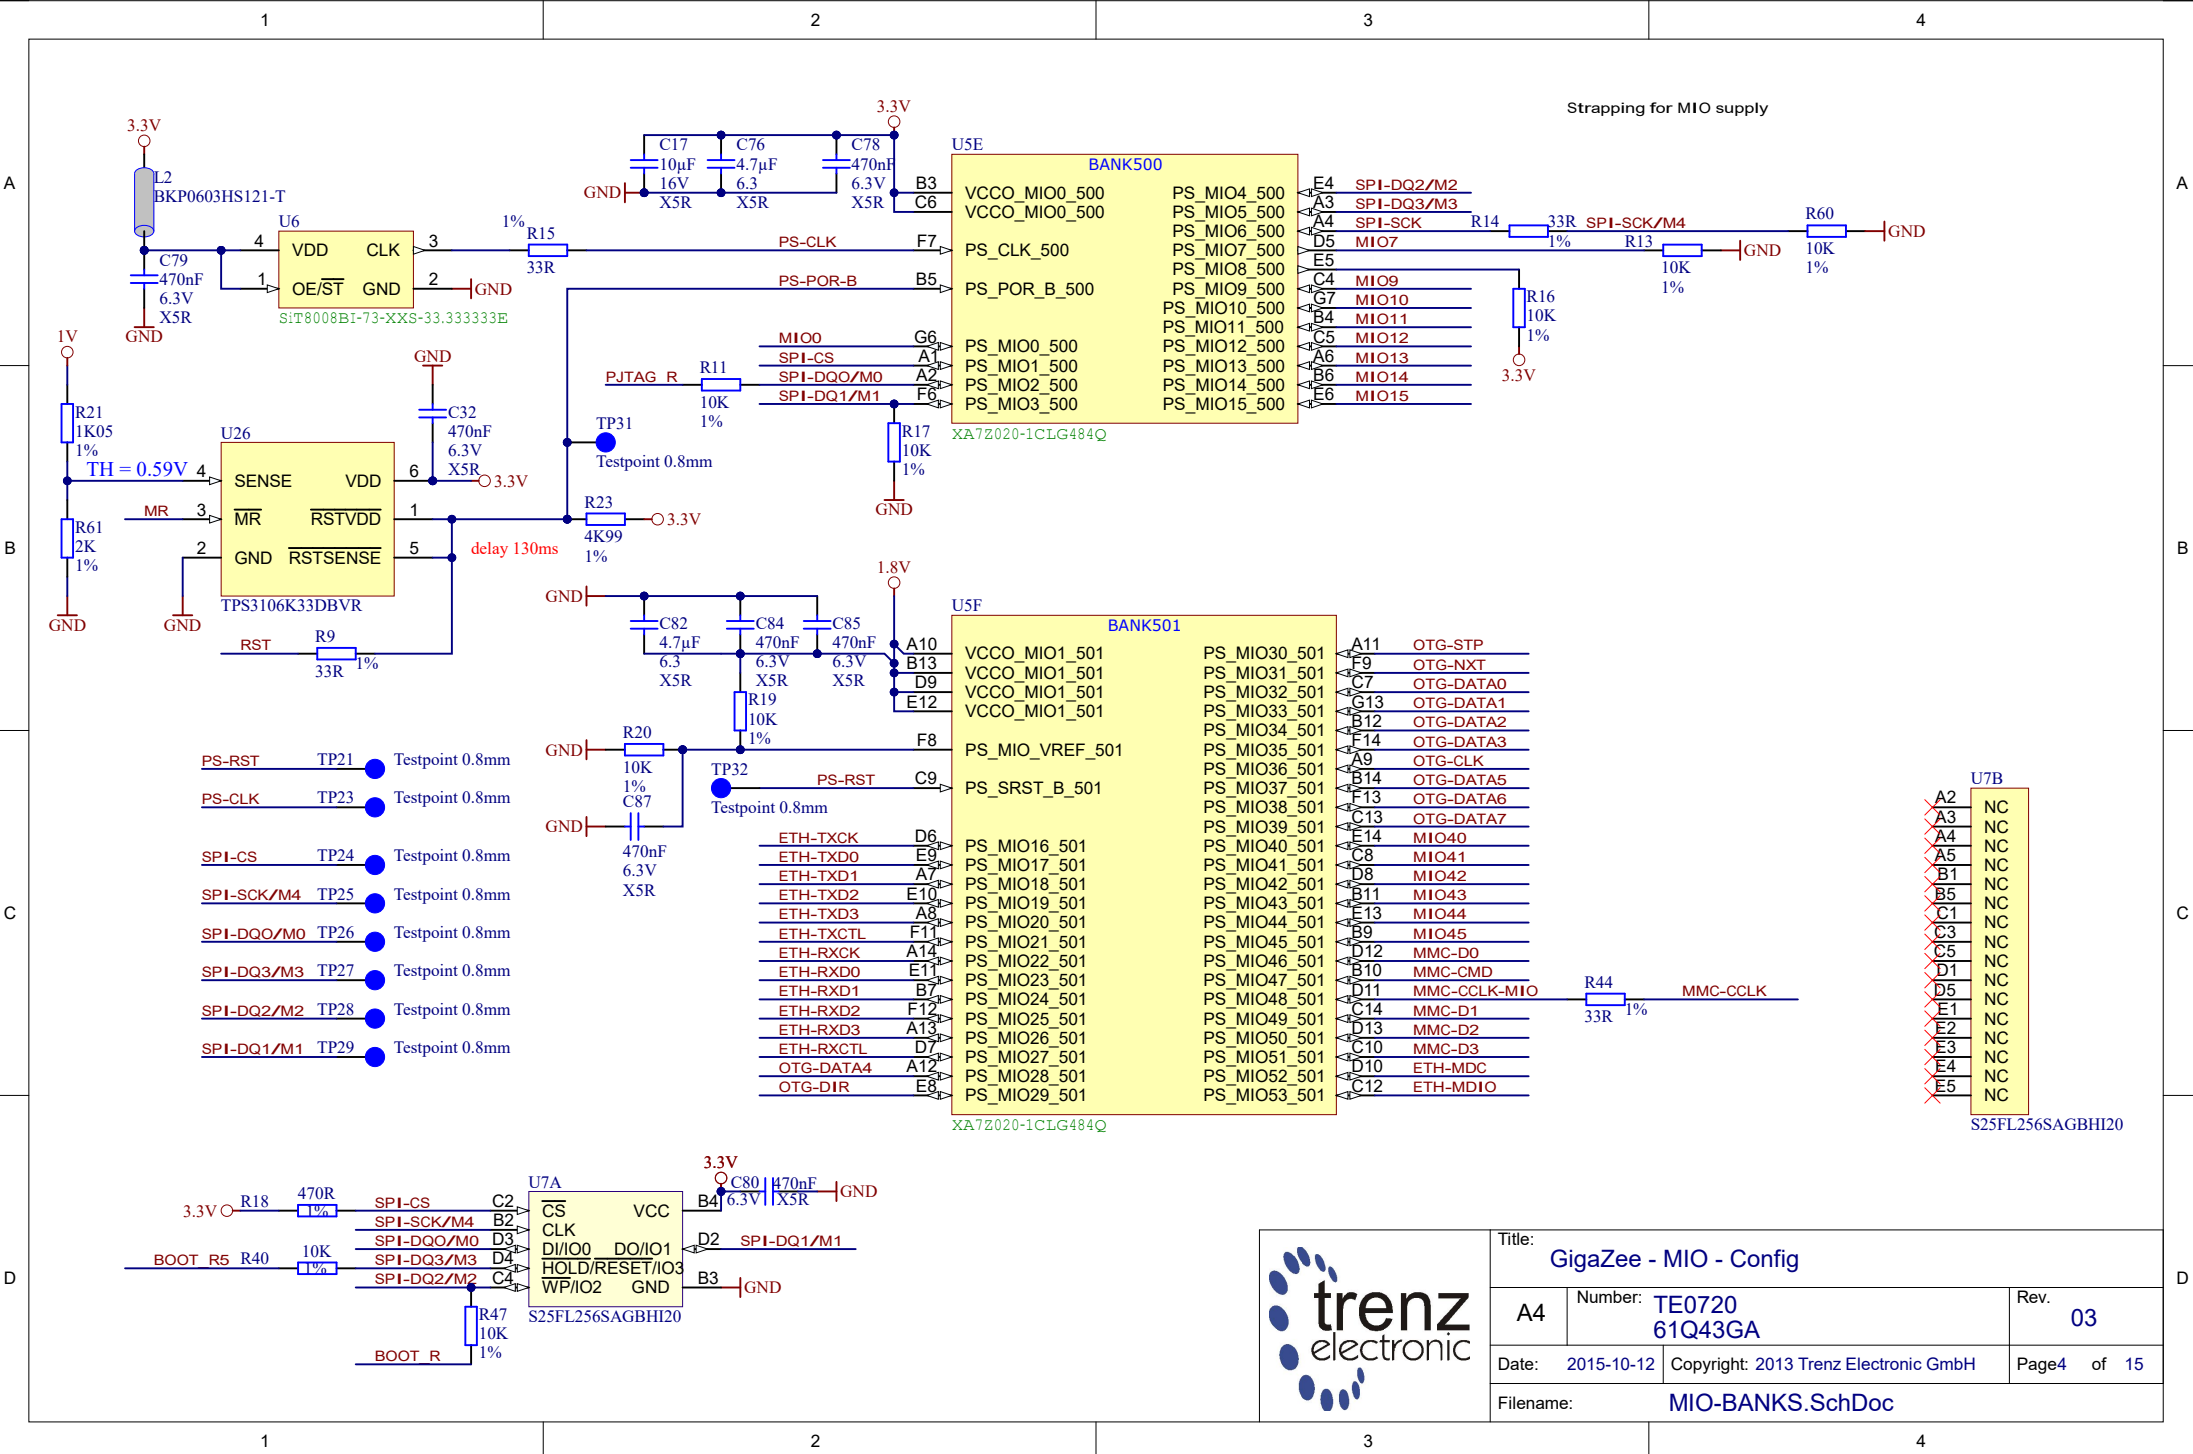 1 2 3 4
A
B
C
D
A
B
C
D
Strapping for MIO supply
3.3V
L2
BKP0603HS121-T
U6
4 VDD CLK 3
1 OE/ST GND 2 GND
SiT8008BI-73-XXS-33.333333E
C79
470nF
6.3V
X5R
GND
1% R15
33R
PS-CLK
PS-POR-B
3.3V
GND
C17
10µF
16V
X5R
C76
4.7µF
6.3
X5R
C78
470nF
6.3V
X5R
U5E
BANK500
B3 VCCO_MIO0_500
C6 VCCO_MIO0_500
F7 PS_CLK_500
B5 PS_POR_B_500
MIO0 G6 PS_MIO0_500
SPI-CS A1 PS_MIO1_500
SPI-DQO/M0 A2 PS_MIO2_500
SPI-DQ1/M1 F6 PS_MIO3_500
PS_MIO4_500 E4 SPI-DQ2/M2
PS_MIO5_500 A3 SPI-DQ3/M3
PS_MIO6_500 A4 SPI-SCK R14 33R SPI-SCK/M4 R60 GND
1%
10K
1%
PS_MIO7_500 D5 MIO7 R13 GND
10K
1%
PS_MIO8_500 E5
PS_MIO9_500 C4 MIO9
PS_MIO10_500 G7 MIO10
PS_MIO11_500 B4 MIO11
PS_MIO12_500 C5 MIO12
PS_MIO13_500 A6 MIO13
PS_MIO14_500 B6 MIO14
PS_MIO15_500 E6 MIO15
XA7Z020-1CLG484Q
R16
10K
1%
3.3V
PJTAG_R R11
10K
1%
R17
10K
1%
GND
TP31
Testpoint 0.8mm
1V
R21
1K05
1%
TH = 0.59V
MR
R61
2K
1%
GND
U26
4 SENSE VDD 6
3 MR RSTVDD 1
2 GND RSTSENSE 5
TPS3106K33DBVR
GND
GND
C32
470nF
6.3V
X5R
3.3V
delay 130ms
R23
4K99
1%
3.3V
RST R9
33R
1%
GND
C82
4.7µF
6.3
X5R
C84
470nF
6.3V
X5R
C85
470nF
6.3V
X5R
1.8V
R19
10K
1%
GND R20
10K
1%
GND C87
470nF
6.3V
X5R
TP32
Testpoint 0.8mm
PS-RST
U5F
BANK501
A10 VCCO_MIO1_501
B13 VCCO_MIO1_501
D9 VCCO_MIO1_501
E12 VCCO_MIO1_501
F8 PS_MIO_VREF_501
C9 PS_SRST_B_501
ETH-TXCK D6 PS_MIO16_501
ETH-TXD0 E9 PS_MIO17_501
ETH-TXD1 A7 PS_MIO18_501
ETH-TXD2 E10 PS_MIO19_501
ETH-TXD3 A8 PS_MIO20_501
ETH-TXCTL F11 PS_MIO21_501
ETH-RXCK A14 PS_MIO22_501
ETH-RXD0 E11 PS_MIO23_501
ETH-RXD1 B7 PS_MIO24_501
ETH-RXD2 F12 PS_MIO25_501
ETH-RXD3 A13 PS_MIO26_501
ETH-RXCTL D7 PS_MIO27_501
OTG-DATA4 A12 PS_MIO28_501
OTG-DIR E8 PS_MIO29_501
PS_MIO30_501 A11 OTG-STP
PS_MIO31_501 F9 OTG-NXT
PS_MIO32_501 C7 OTG-DATA0
PS_MIO33_501 G13 OTG-DATA1
PS_MIO34_501 B12 OTG-DATA2
PS_MIO35_501 F14 OTG-DATA3
PS_MIO36_501 A9 OTG-CLK
PS_MIO37_501 B14 OTG-DATA5
PS_MIO38_501 F13 OTG-DATA6
PS_MIO39_501 C13 OTG-DATA7
PS_MIO40_501 E14 MIO40
PS_MIO41_501 C8 MIO41
PS_MIO42_501 D8 MIO42
PS_MIO43_501 B11 MIO43
PS_MIO44_501 E13 MIO44
PS_MIO45_501 B9 MIO45
PS_MIO46_501 D12 MMC-D0
PS_MIO47_501 B10 MMC-CMD
PS_MIO48_501 D11 MMC-CCLK-MIO R44 MMC-CCLK
33R 1%
PS_MIO49_501 C14 MMC-D1
PS_MIO50_501 D13 MMC-D2
PS_MIO51_501 C10 MMC-D3
PS_MIO52_501 D10 ETH-MDC
PS_MIO53_501 C12 ETH-MDIO
XA7Z020-1CLG484Q
PS-RST TP21 Testpoint 0.8mm
PS-CLK TP23 Testpoint 0.8mm
SPI-CS TP24 Testpoint 0.8mm
SPI-SCK/M4 TP25 Testpoint 0.8mm
SPI-DQO/M0 TP26 Testpoint 0.8mm
SPI-DQ3/M3 TP27 Testpoint 0.8mm
SPI-DQ2/M2 TP28 Testpoint 0.8mm
SPI-DQ1/M1 TP29 Testpoint 0.8mm
U7B
A2 NC
A3 NC
A4 NC
A5 NC
B1 NC
B5 NC
C1 NC
C3 NC
C5 NC
D1 NC
D5 NC
E1 NC
E2 NC
E3 NC
E4 NC
E5 NC
S25FL256SAGBHI20
U7A
3.3V R18 470R 1% SPI-CS C2 CS
SPI-SCK/M4 B2 CLK
SPI-DQO/M0 D3 DI/IO0
BOOT_R5 R40 10K 1% SPI-DQ3/M3 D4 HOLD/RESET/IO3
SPI-DQ2/M2 C4 WP/IO2
VCC B4
DO/IO1 D2 SPI-DQ1/M1
GND B3 GND
S25FL256SAGBHI20
3.3V
C80 470nF GND
6.3V X5R
R47
10K
1%
BOOT_R
trenz
electronic
Title:
GigaZee - MIO - Config
A4
Number: TE0720
61Q43GA
Rev.
03
Date: 2015-10-12 Copyright: 2013 Trenz Electronic GmbH Page4 of 15
Filename: MIO-BANKS.SchDoc
1 2 3 4